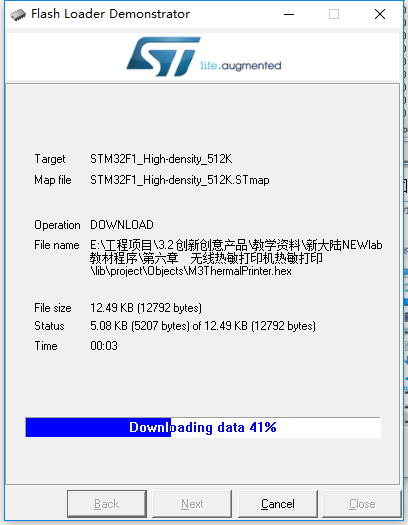 Flash Loader Demonstrator
ST life.augmented
Target STM32F1_High-density_512K
Map file STM32F1_High-density_512K.STmap
Operation DOWNLOAD
File name E:\工程项目\3.2创新创意产品\教学资料\新大陆NEWlab
教材程序\第六章 无线热敏打印机热敏打印
\lib\project\Objects\M3ThermalPrinter.hex
File size 12.49 KB (12792 bytes)
Status 5.08 KB (5207 bytes) of 12.49 KB (12792 bytes)
Time 00:03
Downloading data 41%
Back Next Cancel Close